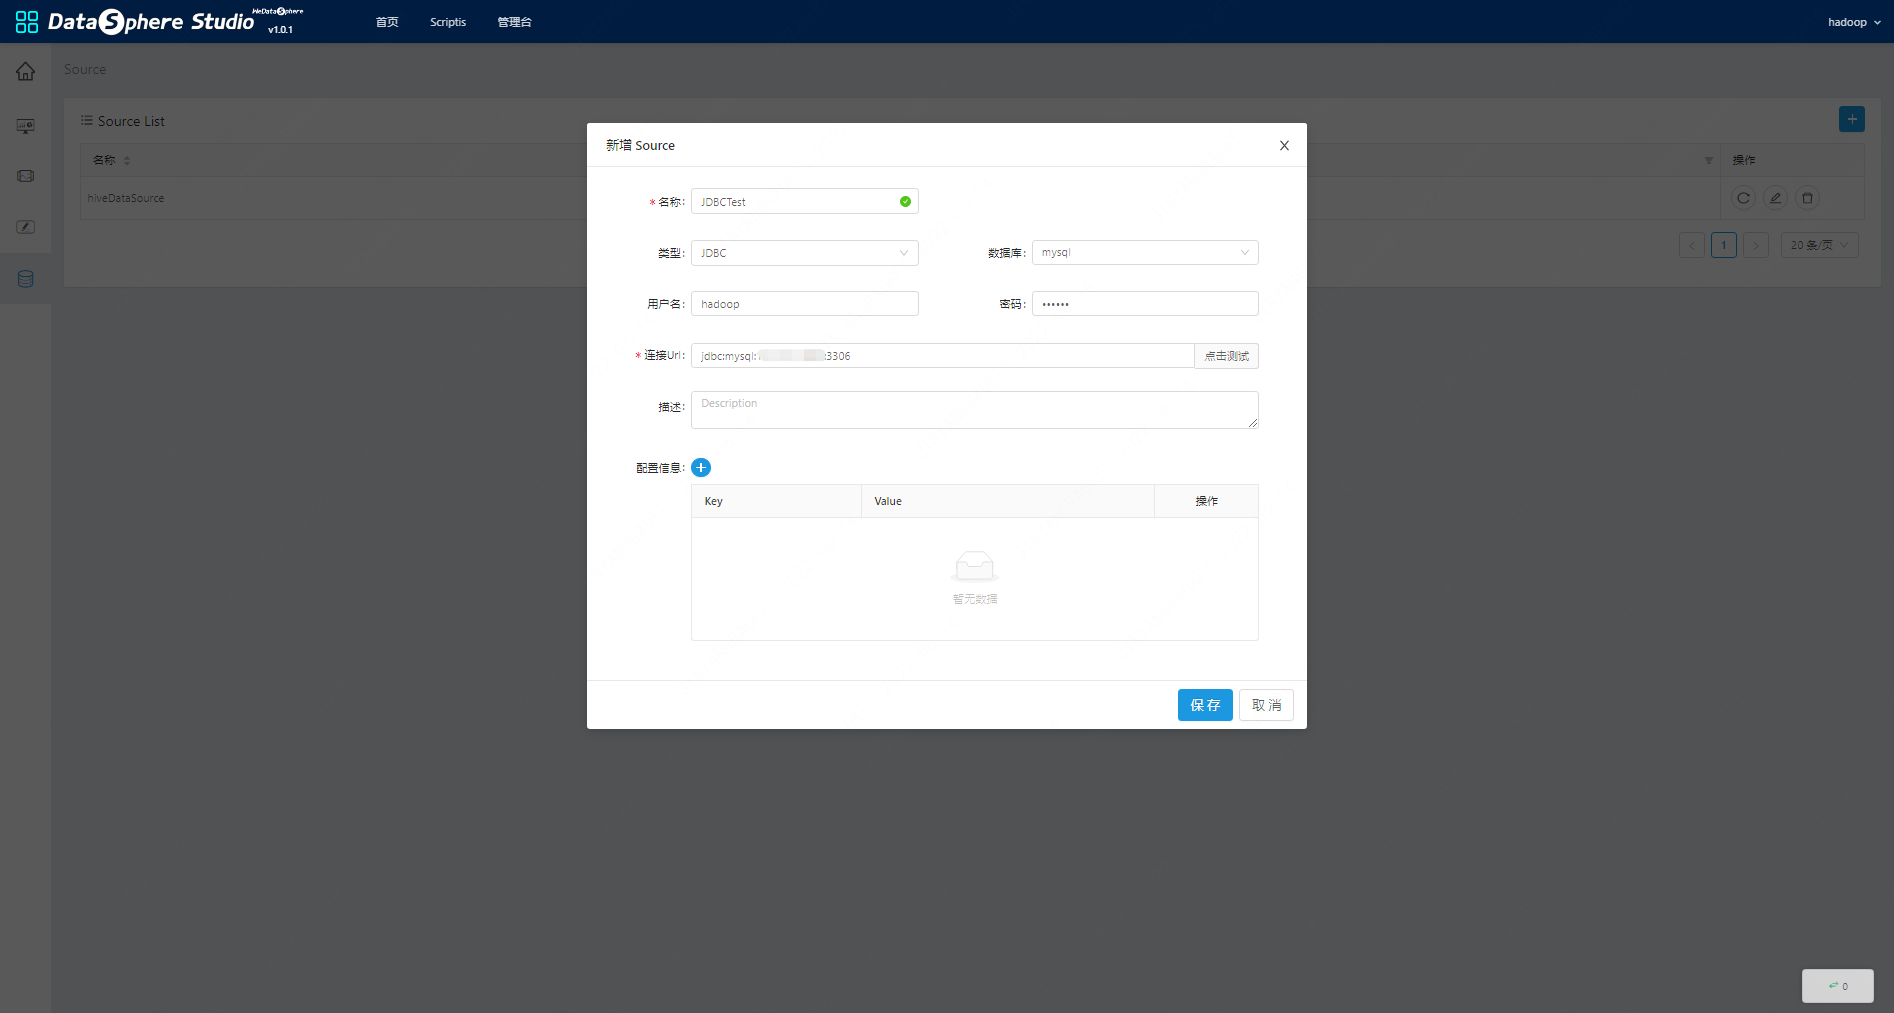 DataSphere Studio WeDataSphere v1.0.1 首页 Scriptis 管理台 hadoop
Source
Source List
名称 操作
hiveDataSource
1 20 条/页
新增 Source
* 名称: JDBCTest
类型: JDBC 数据库: mysql
用户名: hadoop 密码: ••••••
* 连接Url: jdbc:mysql: :3306 点击测试
描述: Description
配置信息:
Key Value 操作
暂无数据
保 存 取 消
0